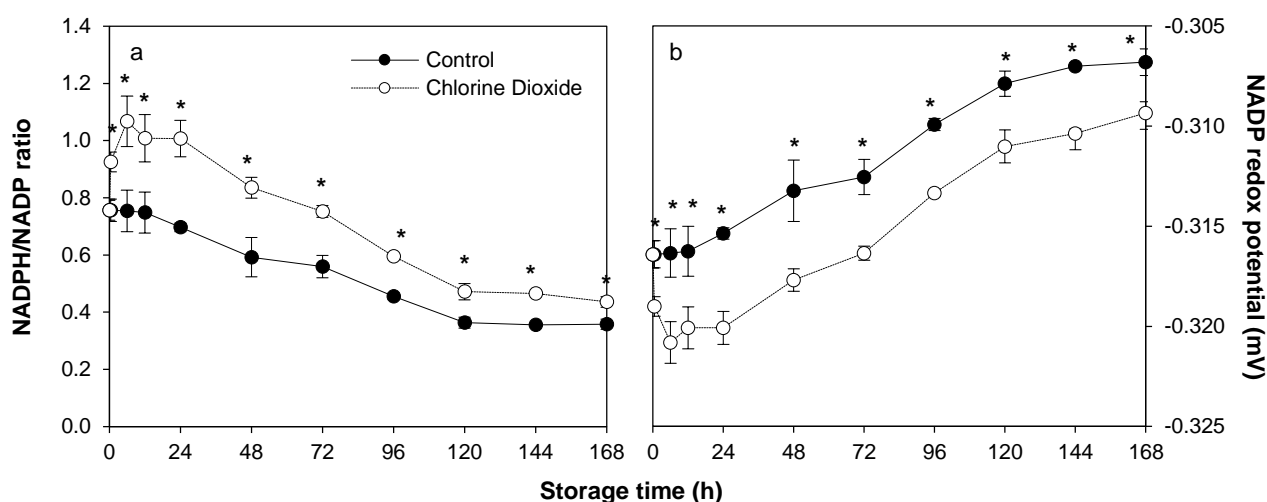 a
Control
Chlorine Dioxide
NADPH/NADP ratio
1.4
1.2
1.0
0.8
0.6
0.4
0.2
0.0
* * * * * * * * * * *
0 24 48 72 96 120 144 168
b
NADP redox potential (mV)
-0.305
-0.310
-0.315
-0.320
-0.325
* * * * * * * * * * *
0 24 48 72 96 120 144 168
Storage time (h)